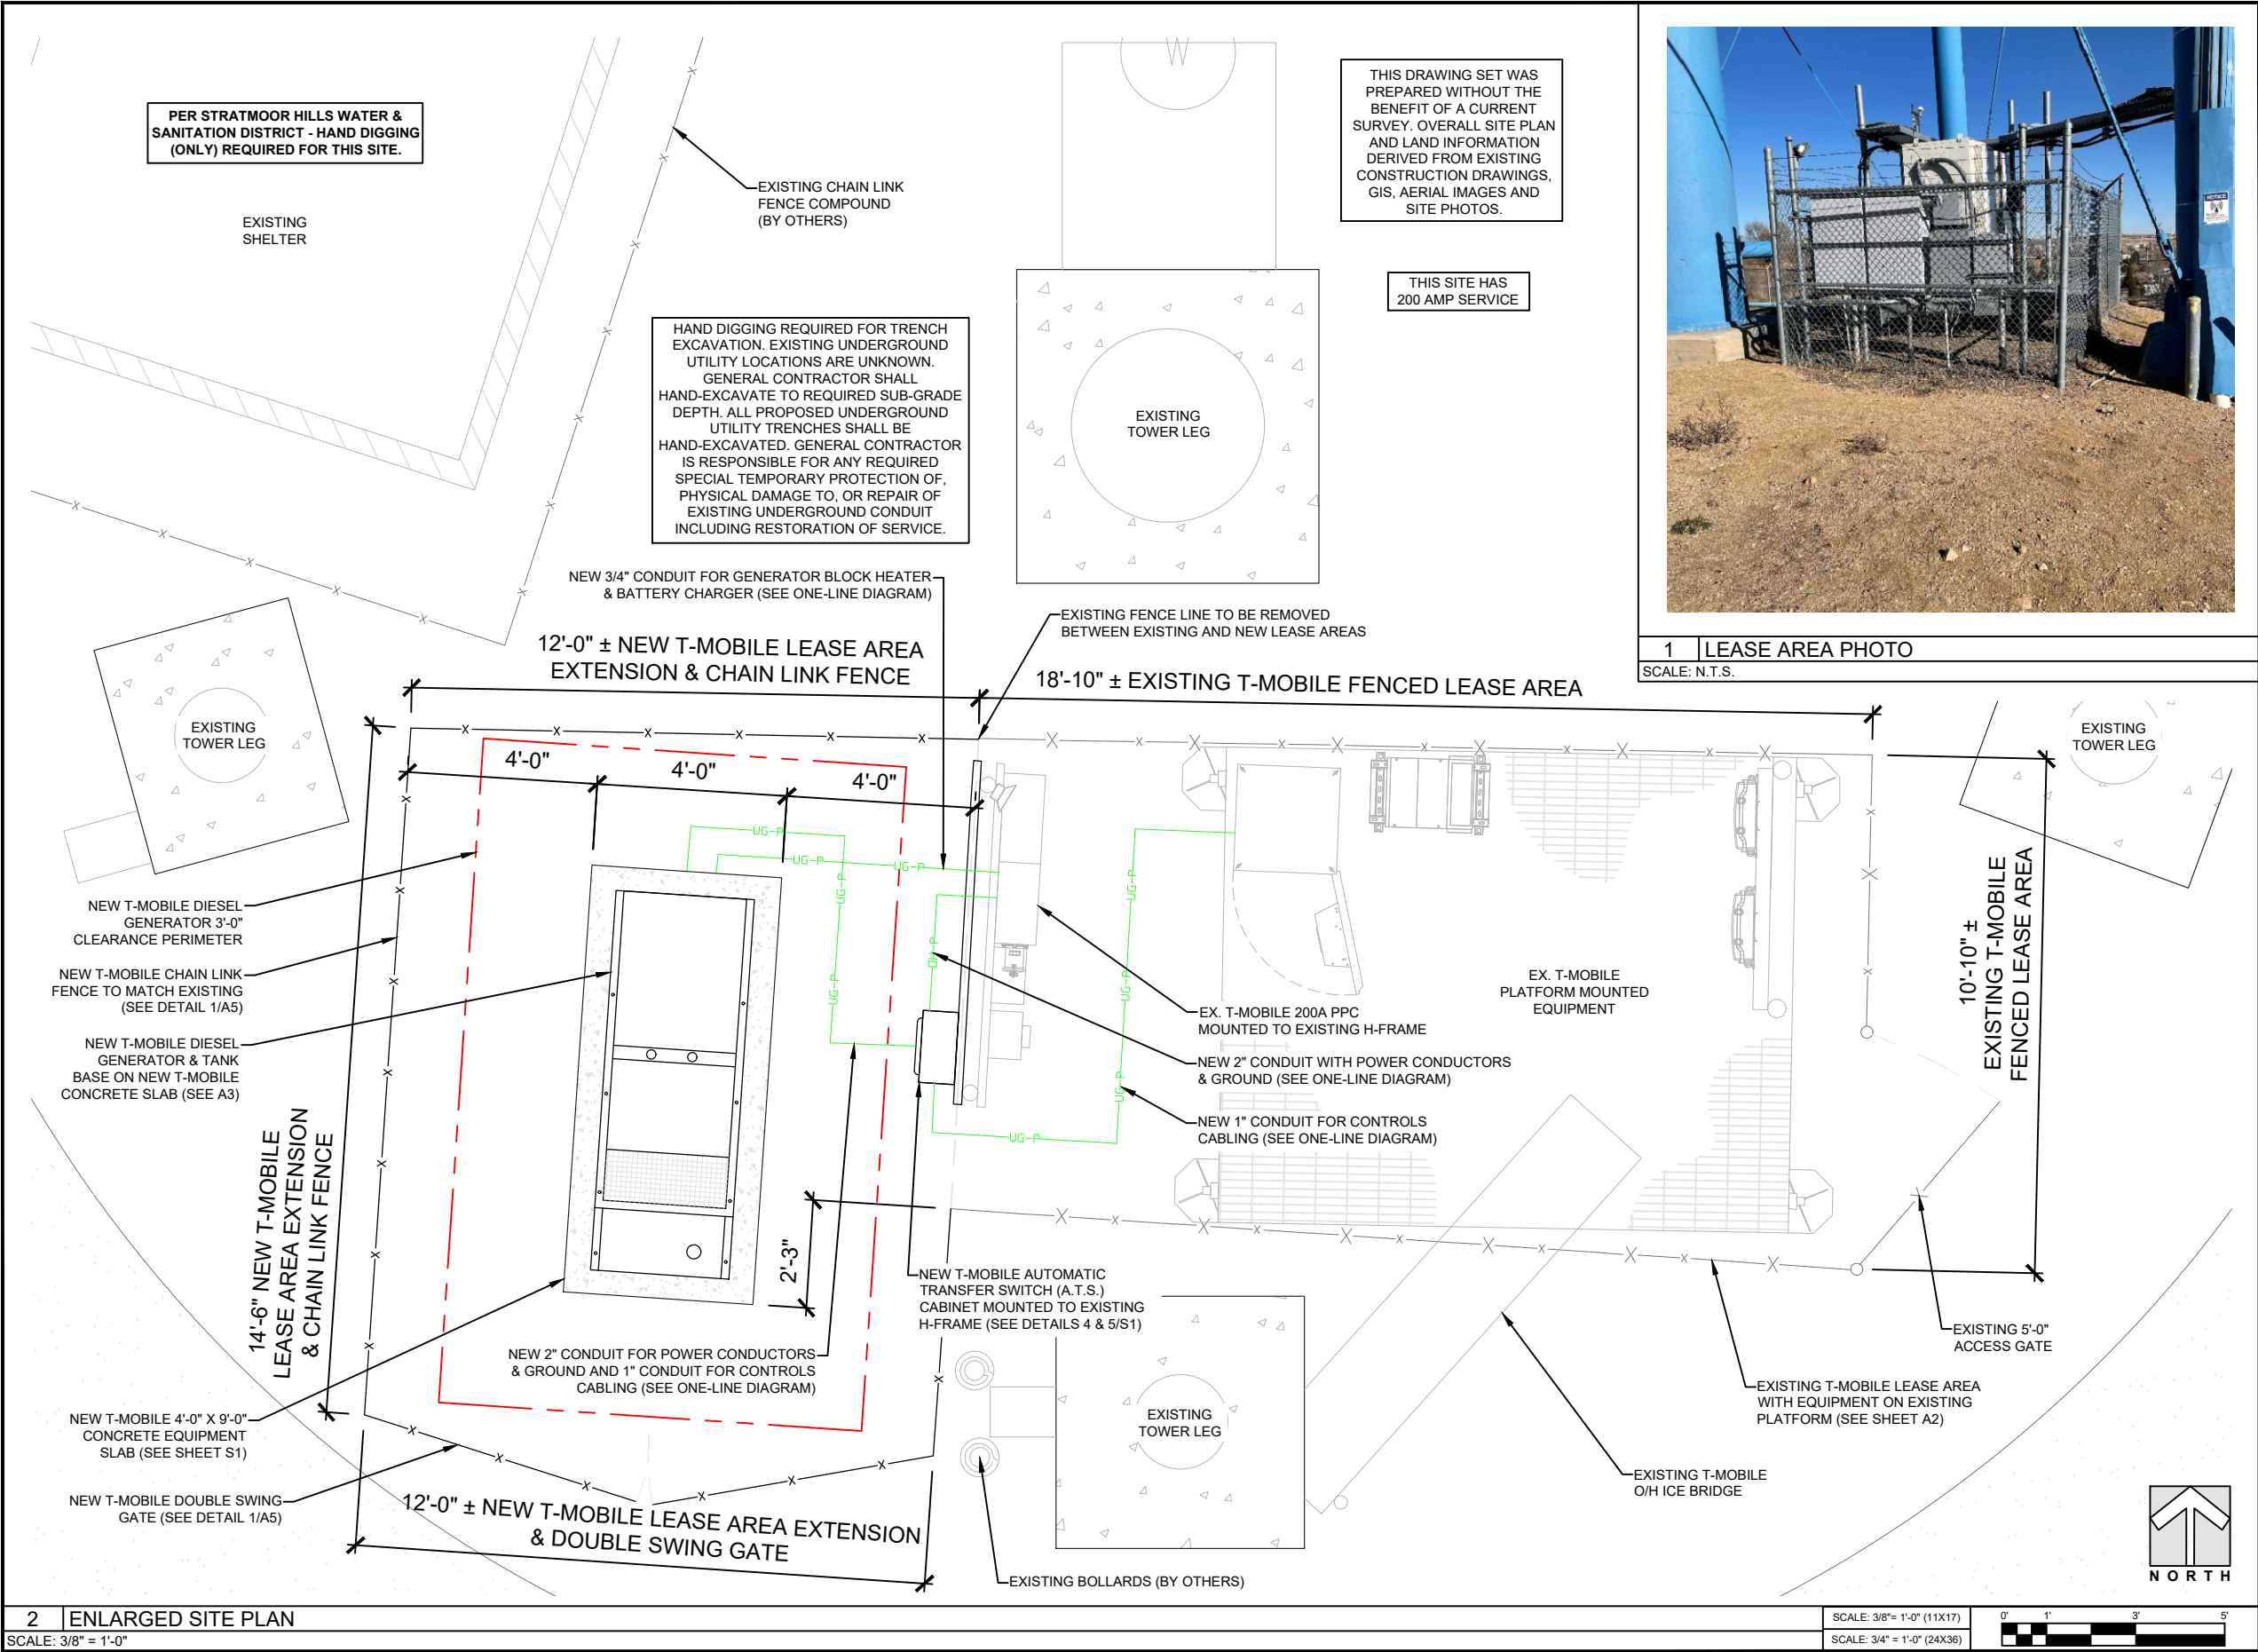 PER STRATMOOR HILLS WATER &
SANITATION DISTRICT - HAND DIGGING
(ONLY) REQUIRED FOR THIS SITE.
EXISTING
SHELTER
EXISTING CHAIN LINK
FENCE COMPOUND
(BY OTHERS)
THIS DRAWING SET WAS
PREPARED WITHOUT THE
BENEFIT OF A CURRENT
SURVEY. OVERALL SITE PLAN
AND LAND INFORMATION
DERIVED FROM EXISTING
CONSTRUCTION DRAWINGS,
GIS, AERIAL IMAGES AND
SITE PHOTOS.
THIS SITE HAS
200 AMP SERVICE
NOTICE
1 LEASE AREA PHOTO
SCALE: N.T.S.
HAND DIGGING REQUIRED FOR TRENCH
EXCAVATION. EXISTING UNDERGROUND
UTILITY LOCATIONS ARE UNKNOWN.
GENERAL CONTRACTOR SHALL
HAND-EXCAVATE TO REQUIRED SUB-GRADE
DEPTH. ALL PROPOSED UNDERGROUND
UTILITY TRENCHES SHALL BE
HAND-EXCAVATED. GENERAL CONTRACTOR
IS RESPONSIBLE FOR ANY REQUIRED
SPECIAL TEMPORARY PROTECTION OF,
PHYSICAL DAMAGE TO, OR REPAIR OF
EXISTING UNDERGROUND CONDUIT
INCLUDING RESTORATION OF SERVICE.
EXISTING
TOWER LEG
NEW 3/4" CONDUIT FOR GENERATOR BLOCK HEATER
& BATTERY CHARGER (SEE ONE-LINE DIAGRAM)
EXISTING FENCE LINE TO BE REMOVED
BETWEEN EXISTING AND NEW LEASE AREAS
12'-0" ± NEW T-MOBILE LEASE AREA
EXTENSION & CHAIN LINK FENCE
18'-10" ± EXISTING T-MOBILE FENCED LEASE AREA
EXISTING
TOWER LEG
EXISTING
TOWER LEG
4'-0"
4'-0"
4'-0"
UG-P
UG-P
UG-P
UG-P
UG-P
UG-P
UG-P
UG-P
UG-P
UG-P
NEW T-MOBILE DIESEL
GENERATOR 3'-0"
CLEARANCE PERIMETER
NEW T-MOBILE CHAIN LINK
FENCE TO MATCH EXISTING
(SEE DETAIL 1/A5)
NEW T-MOBILE DIESEL
GENERATOR & TANK
BASE ON NEW T-MOBILE
CONCRETE SLAB (SEE A3)
EX. T-MOBILE
PLATFORM MOUNTED
EQUIPMENT
EX. T-MOBILE 200A PPC
MOUNTED TO EXISTING H-FRAME
NEW 2" CONDUIT WITH POWER CONDUCTORS
& GROUND (SEE ONE-LINE DIAGRAM)
NEW 1" CONDUIT FOR CONTROLS
CABLING (SEE ONE-LINE DIAGRAM)
10'-10" ±
EXISTING T-MOBILE
FENCED LEASE AREA
14'-6" NEW T-MOBILE
LEASE AREA EXTENSION
& CHAIN LINK FENCE
2'-3"
NEW T-MOBILE AUTOMATIC
TRANSFER SWITCH (A.T.S.)
CABINET MOUNTED TO EXISTING
H-FRAME (SEE DETAILS 4 & 5/S1)
NEW 2" CONDUIT FOR POWER CONDUCTORS
& GROUND AND 1" CONDUIT FOR CONTROLS
CABLING (SEE ONE-LINE DIAGRAM)
EXISTING 5'-0"
ACCESS GATE
EXISTING T-MOBILE LEASE AREA
WITH EQUIPMENT ON EXISTING
PLATFORM (SEE SHEET A2)
EXISTING
TOWER LEG
NEW T-MOBILE 4'-0" X 9'-0"
CONCRETE EQUIPMENT
SLAB (SEE SHEET S1)
EXISTING T-MOBILE
O/H ICE BRIDGE
NEW T-MOBILE DOUBLE SWING
GATE (SEE DETAIL 1/A5)
12'-0" ± NEW T-MOBILE LEASE AREA EXTENSION
& DOUBLE SWING GATE
EXISTING BOLLARDS (BY OTHERS)
NORTH
2 ENLARGED SITE PLAN
SCALE: 3/8" = 1'-0"
SCALE: 3/8"= 1'-0" (11X17)
SCALE: 3/4" = 1'-0" (24X36)
0' 1' 3' 5'